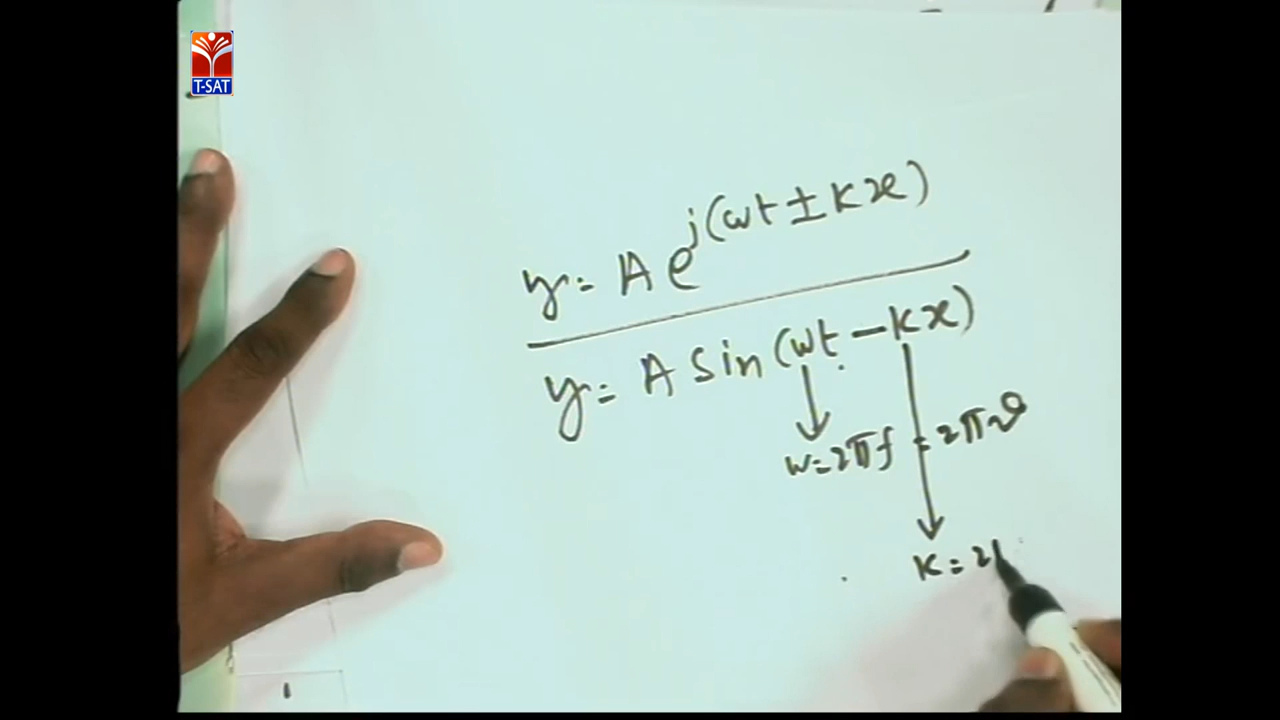 T-SAT
y = A e^{j(ωt ± Kx)}
y = A sin (ωt − Kx)
ω = 2πf = 2πν
K = 2